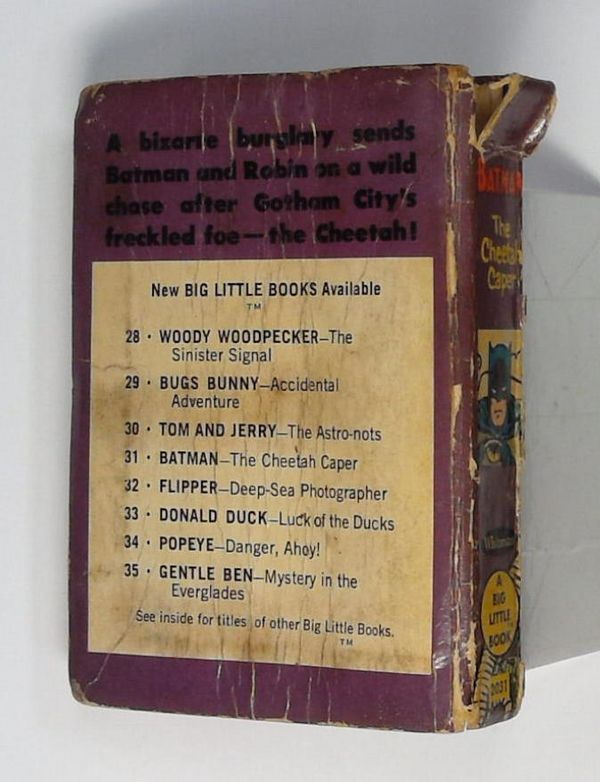 A bizarre burglary sends
Batman and Robin on a wild
chase after Gotham City's
freckled foe—the Cheetah!
New BIG LITTLE BOOKS Available
TM
28 · WOODY WOODPECKER—The
Sinister Signal
29 · BUGS BUNNY—Accidental
Adventure
30 · TOM AND JERRY—The Astro-nots
31 · BATMAN—The Cheetah Caper
32 · FLIPPER—Deep-Sea Photographer
33 · DONALD DUCK—Luck of the Ducks
34 · POPEYE—Danger, Ahoy!
35 · GENTLE BEN—Mystery in the
Everglades
See inside for titles of other Big Little Books.
TM
BATMAN
The
Cheetah
Caper
Whitman
A
BIG
LITTLE
BOOK
2031